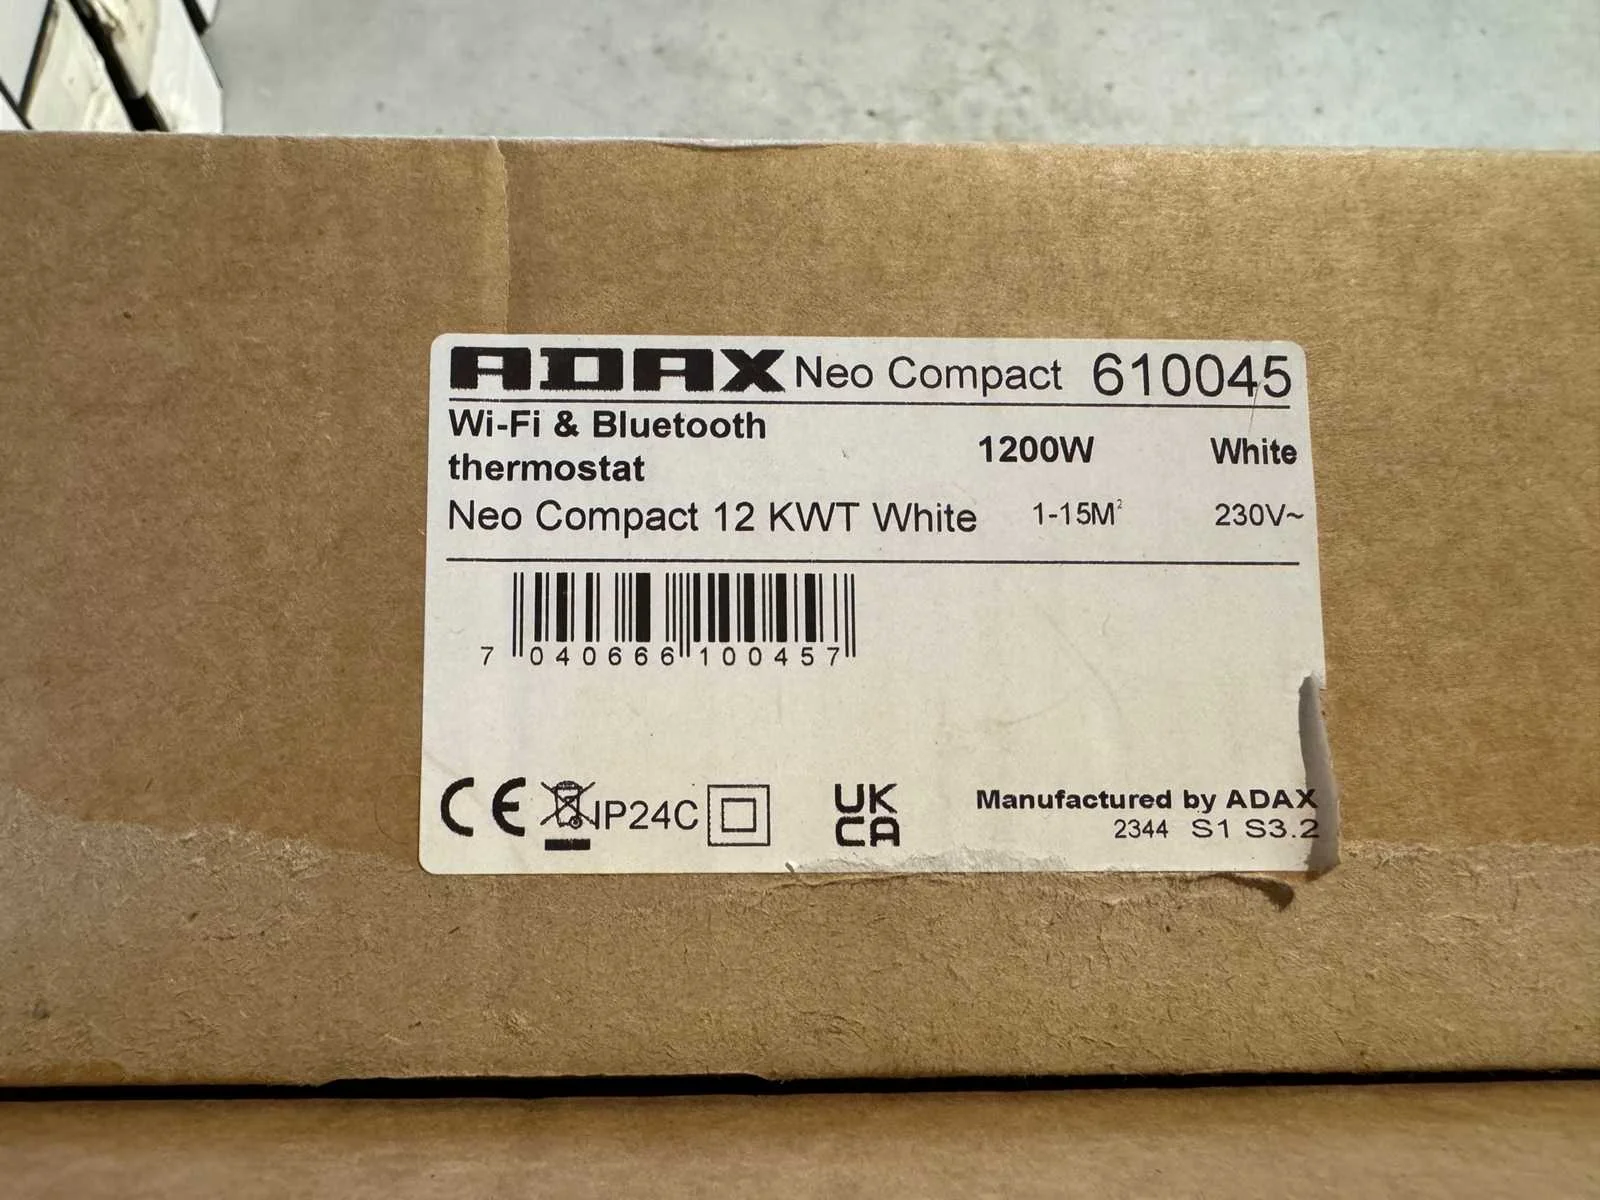 ADAX Neo Compact 610045
Wi-Fi & Bluetooth
thermostat 1200W White
Neo Compact 12 KWT White 1-15M² 230V~
7 040666 100457
CE IP24C UK
CA
Manufactured by ADAX
2344 S1 S3.2